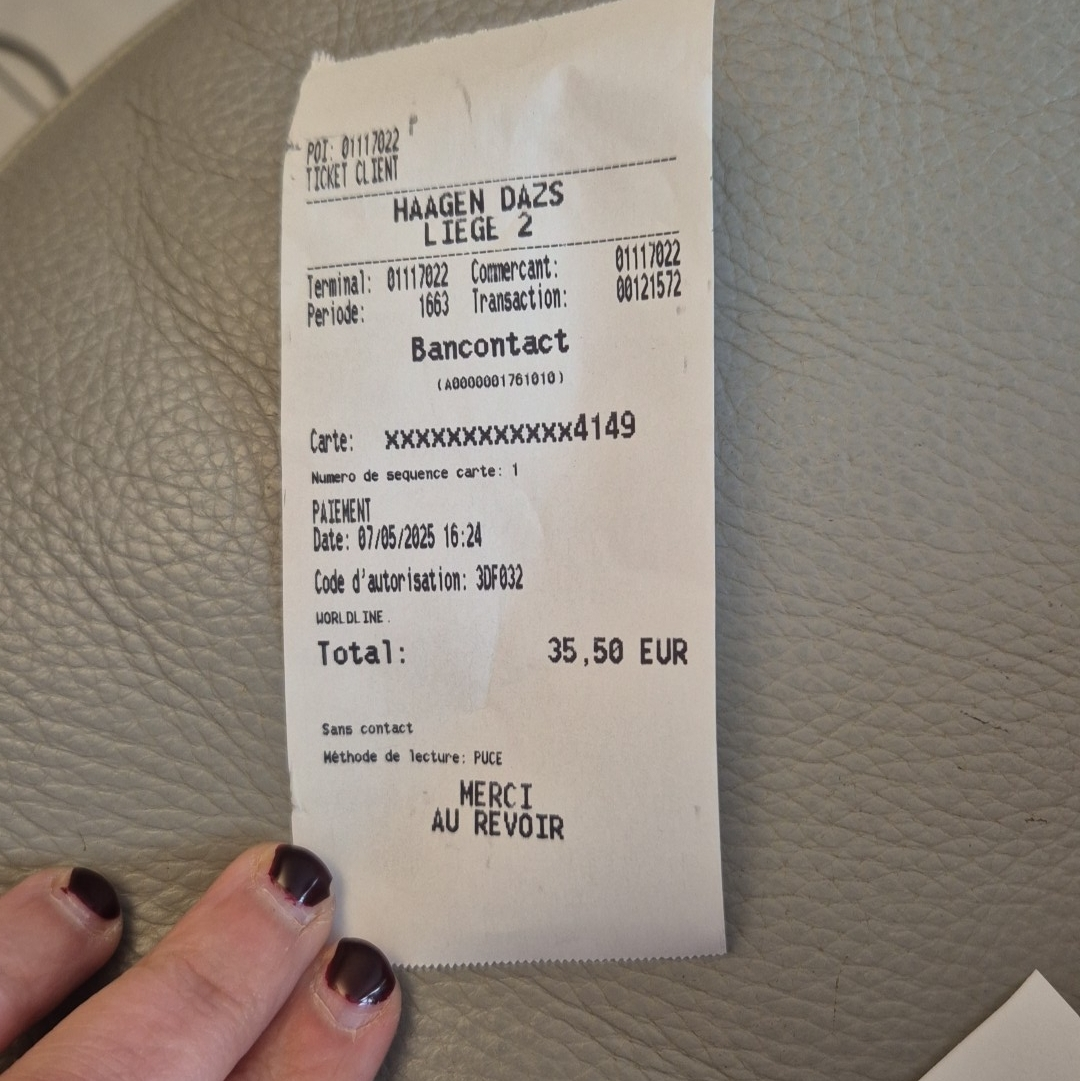 POI: 01117022
TICKET CLIENT
HAAGEN DAZS
LIEGE 2
Terminal: 01117022 Commercant: 01117022
Periode: 1663 Transaction: 00121572
Bancontact
(A0000001761010)
Carte: xxxxxxxxxxxx4149
Numero de sequence carte: 1
PAIEMENT
Date: 07/05/2025 16:24
Code d'autorisation: 3DF032
WORLDLINE.
Total: 35,50 EUR
Sans contact
Méthode de lecture: PUCE
MERCI
AU REVOIR